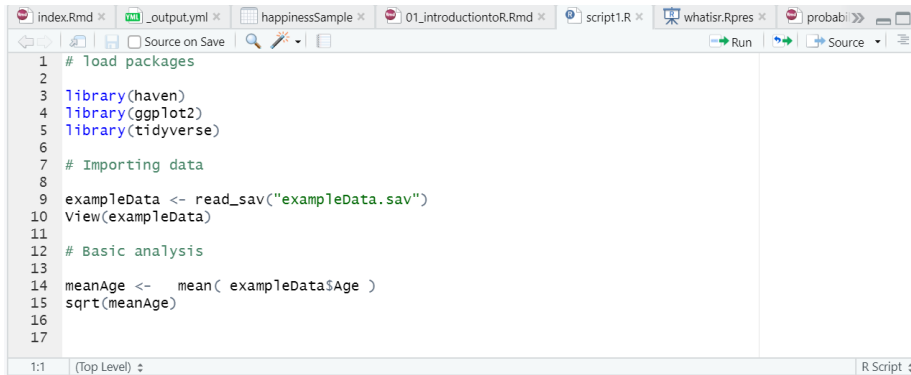 index.Rmd × _output.yml × happinessSample × 01_introductiontoR.Rmd × script1.R × whatisr.Rpres × probabi
Source on Save Run Source
1 # load packages
2
3 library(haven)
4 library(ggplot2)
5 library(tidyverse)
6
7 # Importing data
8
9 exampleData <- read_sav("exampleData.sav")
10 View(exampleData)
11
12 # Basic analysis
13
14 meanAge <-   mean( exampleData$Age )
15 sqrt(meanAge)
16
17
1:1 (Top Level) R Script